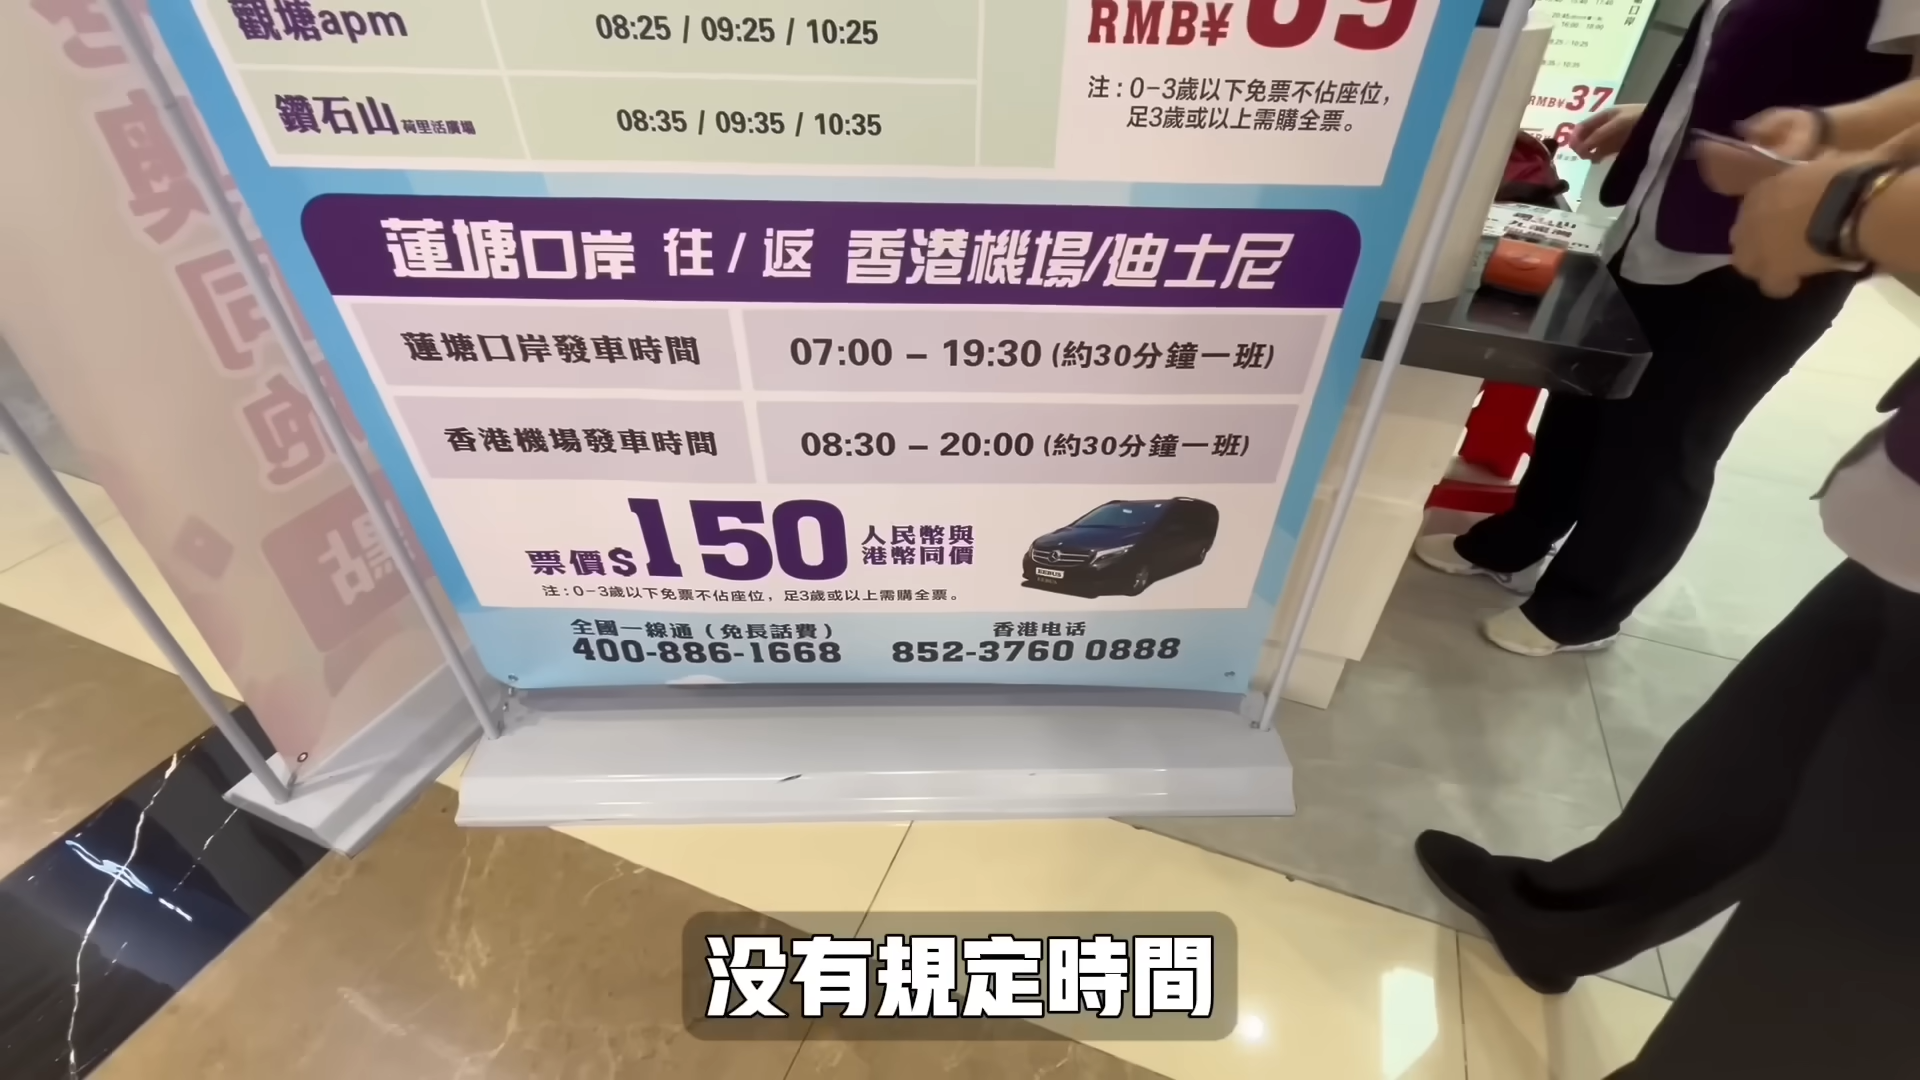 觀塘apm 08:25 / 09:25 / 10:25
RMB¥ 69
鑽石山 荷里活廣場 08:35 / 09:35 / 10:35
注：0-3歲以下免票不佔座位，
足3歲或以上需購全票。
RMB¥37
蓮塘口岸 往 / 返 香港機場/迪士尼
蓮塘口岸發車時間 07:00 – 19:30 (約30分鐘一班)
香港機場發車時間 08:30 – 20:00 (約30分鐘一班)
票價$150 人民幣與
港幣同價
注：0-3歲以下免票不佔座位，足3歲或以上需購全票。
全國一線通（免長話費） 香港电话
400-886-1668 852-3760 0888
没有規定時間